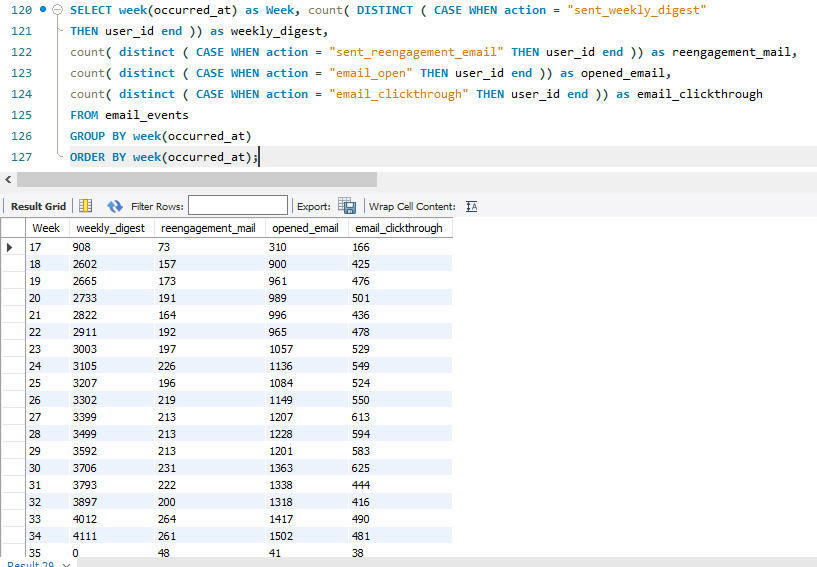 120 SELECT week(occurred_at) as Week, count( DISTINCT ( CASE WHEN action = "sent_weekly_digest"
121 THEN user_id end )) as weekly_digest,
122 count( distinct ( CASE WHEN action = "sent_reengagement_email" THEN user_id end )) as reengagement_mail,
123 count( distinct ( CASE WHEN action = "email_open" THEN user_id end )) as opened_email,
124 count( distinct ( CASE WHEN action = "email_clickthrough" THEN user_id end )) as email_clickthrough
125 FROM email_events
126 GROUP BY week(occurred_at)
127 ORDER BY week(occurred_at);
Result Grid Filter Rows: Export: Wrap Cell Content:
Week weekly_digest reengagement_mail opened_email email_clickthrough
17 908 73 310 166
18 2602 157 900 425
19 2665 173 961 476
20 2733 191 989 501
21 2822 164 996 436
22 2911 192 965 478
23 3003 197 1057 529
24 3105 226 1136 549
25 3207 196 1084 524
26 3302 219 1149 550
27 3399 213 1207 613
28 3499 213 1228 594
29 3592 213 1201 583
30 3706 231 1363 625
31 3793 222 1338 444
32 3897 200 1318 416
33 4012 264 1417 490
34 4111 261 1502 481
35 0 48 41 38
Result 29